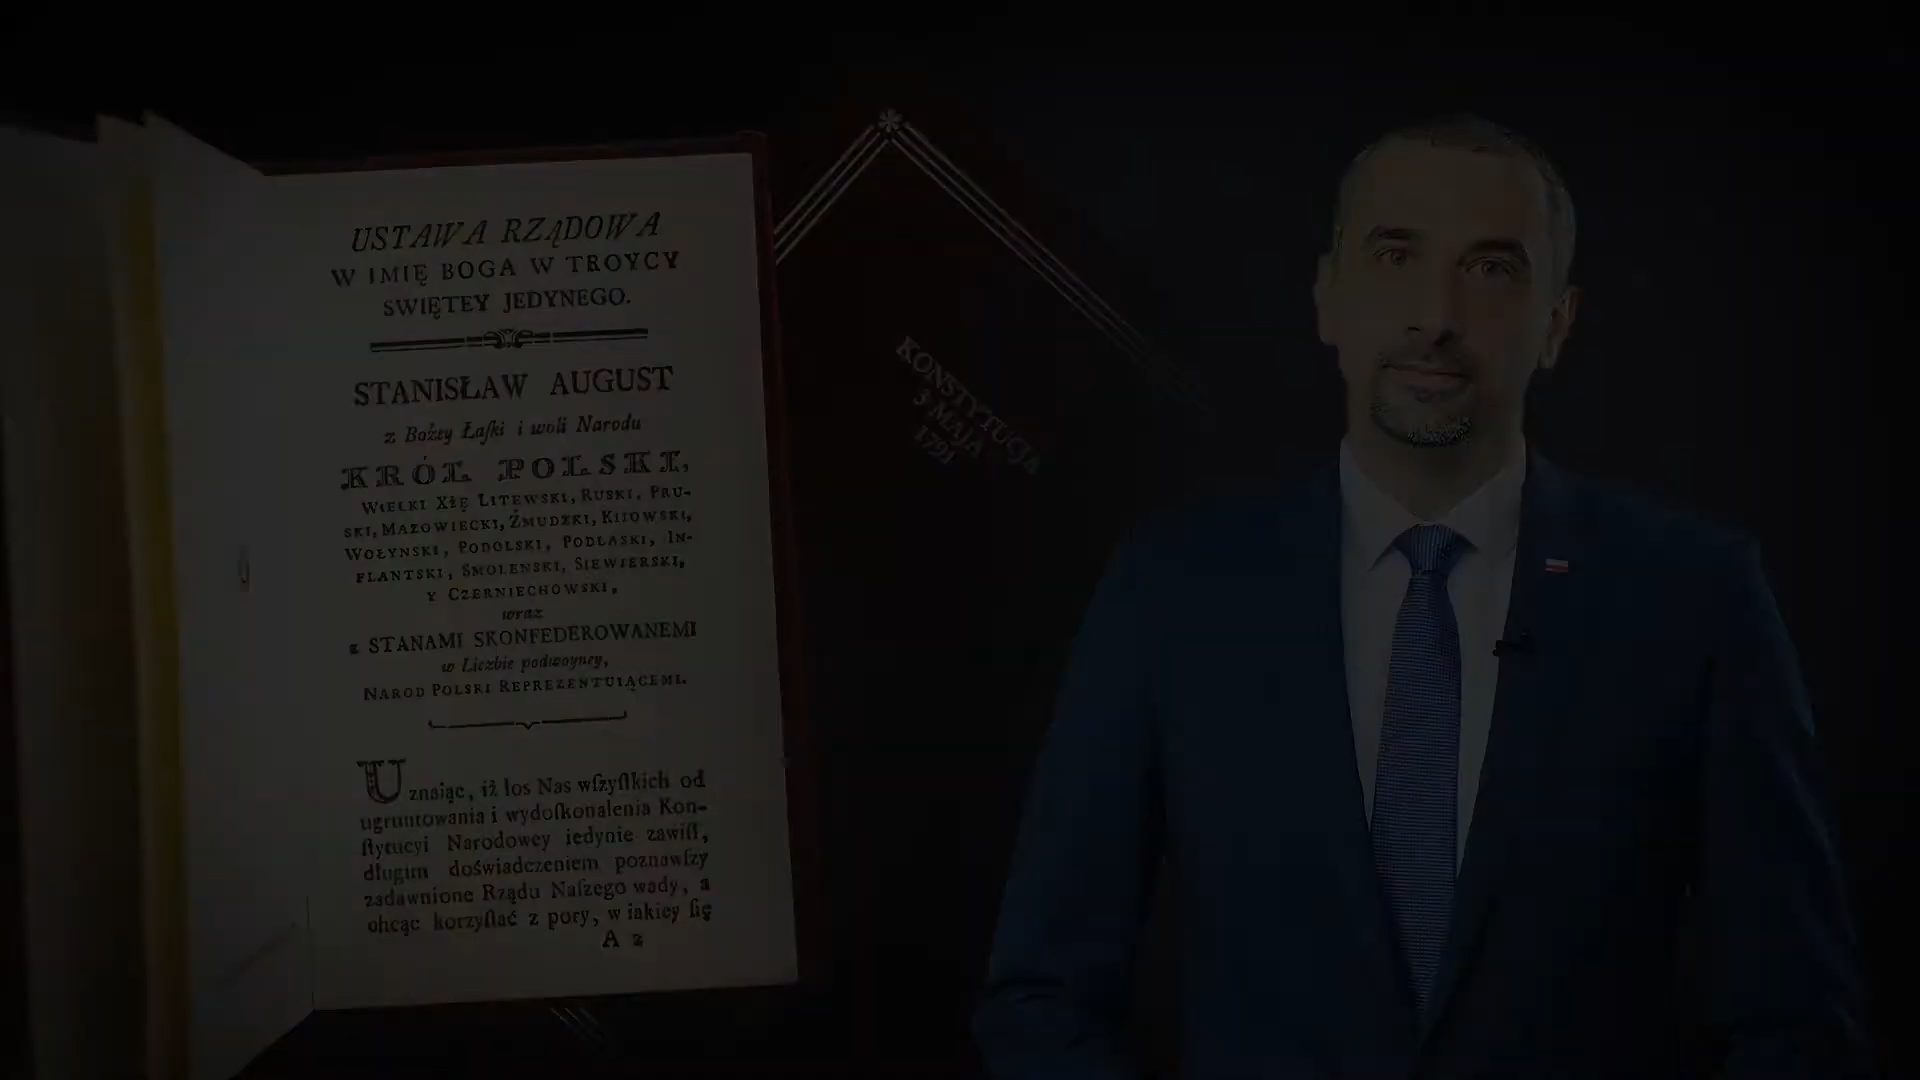 USTAWA RZĄDOWA
W IMIĘ BOGA W TROYCY
SWIĘTEY JEDYNEGO.
STANISŁAW AUGUST
z Bożey Łaſki i woli Narodu
KRÓL POLSKI,
WIELKI XŻĘ LITEWSKI, RUSKI, PRU-
SKI, MAZOWIECKI, ŻMUDZKI, KIIOWSKI,
WOŁYNSKI, PODOLSKI, PODLASKI, IN-
FLANTSKI, SMOLENSKI, SIEWIERSKI,
Y CZERNIECHOWSKI,
wraz
z STANAMI SKONFEDEROWANEMI
w Liczbie podwoyney,
NAROD POLSKI REPREZENTUIĄCEMI.
Uznaiąc, iż los Nas wſzyſtkich od
ugruntowania i wydoſkonalenia Kon-
ſtytucyi Narodowey iedynie zawiſł,
długim doświadczeniem poznawſzy
zadawnione Rządu Naſzego wady, a
chcąc korzyſtać z pory, w iakiey ſię
A 2
KONSTYTUCJA
3 MAJA
1791